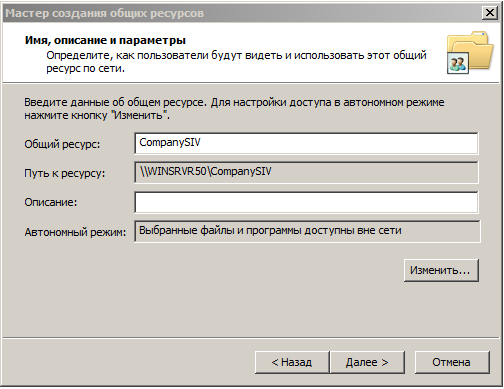 Мастер создания общих ресурсов
Имя, описание и параметры
Определите, как пользователи будут видеть и использовать этот общий
ресурс по сети.
Введите данные об общем ресурсе. Для настройки доступа в автономном режиме
нажмите кнопку "Изменить".
Общий ресурс: CompanySIV
Путь к ресурсу: \\WINSRVR50\CompanySIV
Описание:
Автономный режим: Выбранные файлы и программы доступны вне сети
Изменить...
< Назад Далее > Отмена